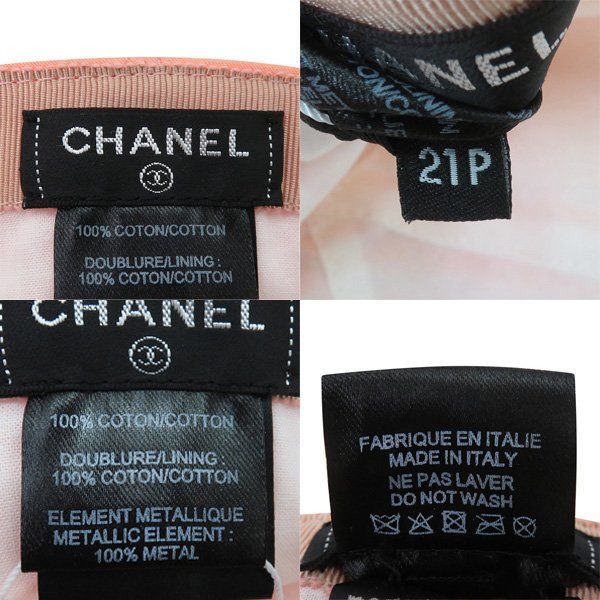 CHANEL
100% COTON/COTTON
DOUBLURE/LINING :
100% COTON/COTTON
CHANEL
21P
CHANEL
100% COTON/COTTON
DOUBLURE/LINING :
100% COTON/COTTON
ELEMENT METALLIQUE
METALLIC ELEMENT :
100% METAL
FABRIQUE EN ITALIE
MADE IN ITALY
NE PAS LAVER
DO NOT WASH